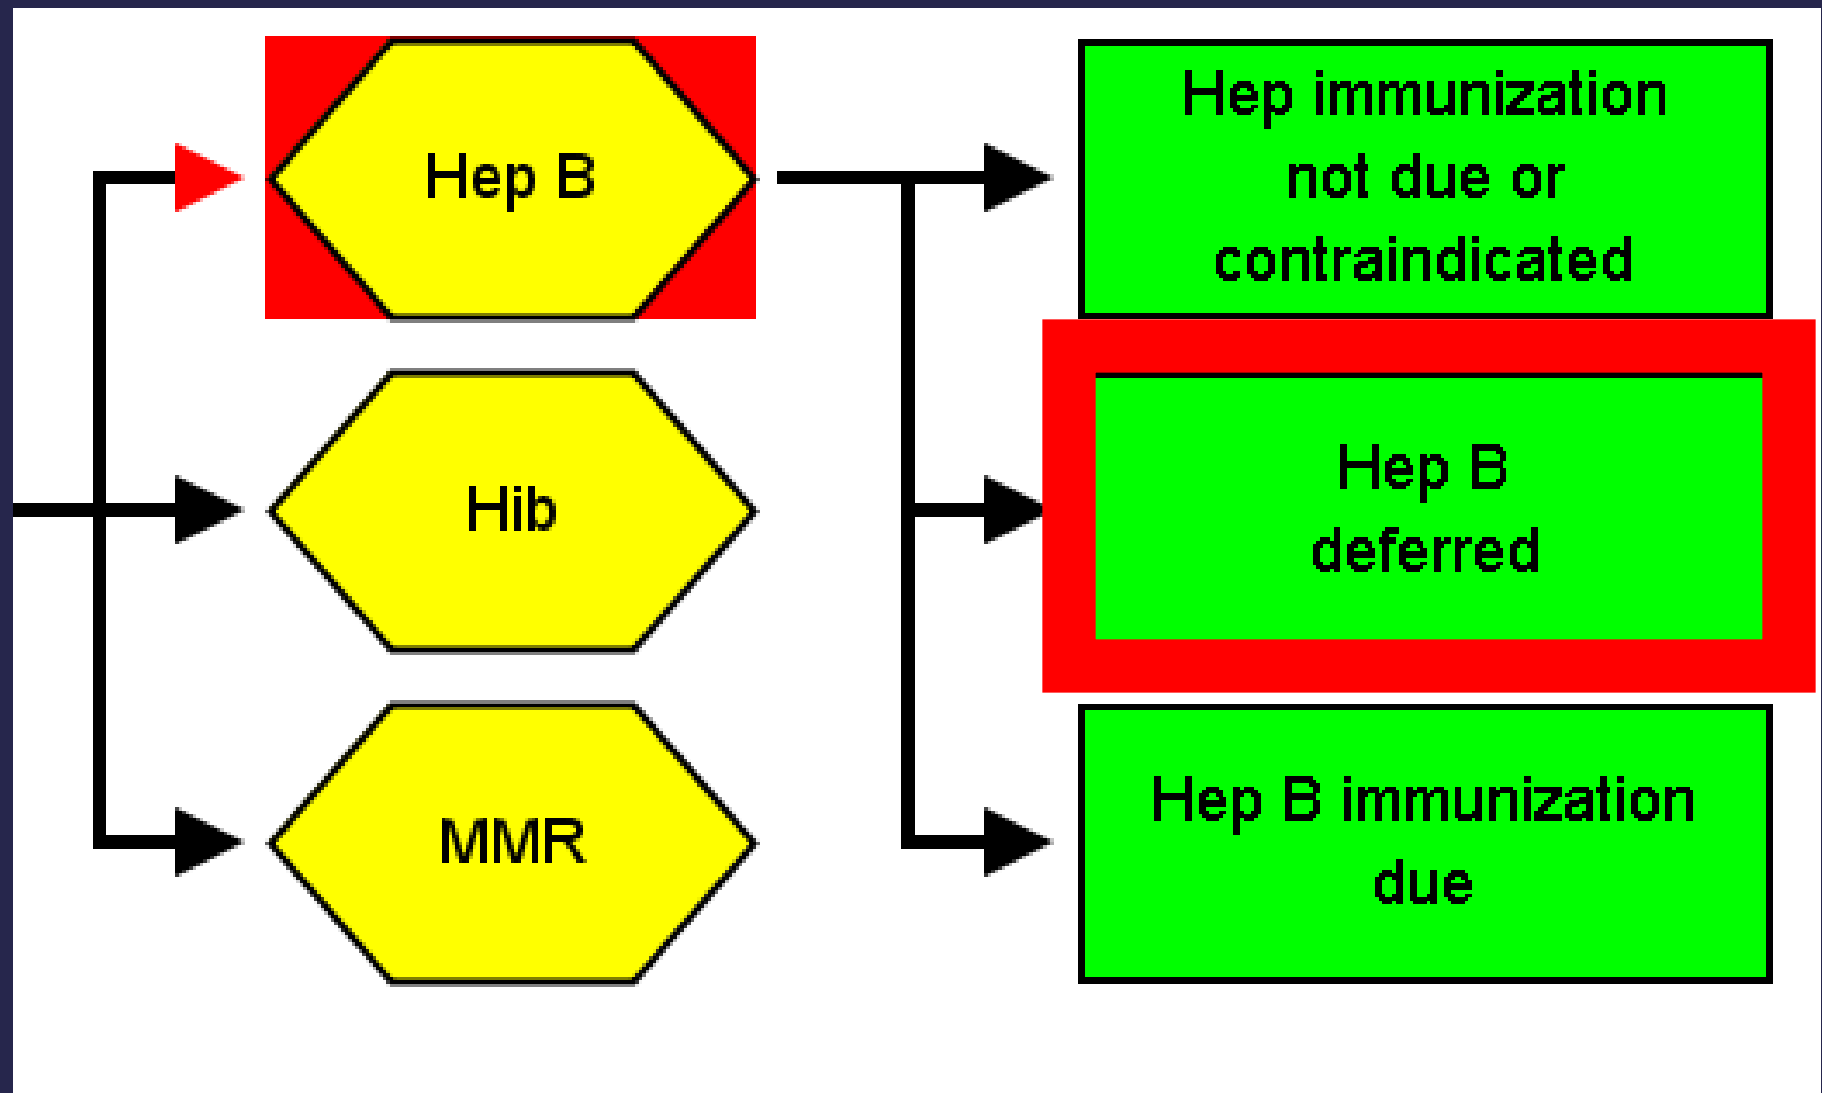 Hep B
Hib
MMR
Hep immunization
not due or
contraindicated
Hep B
deferred
Hep B immunization
due